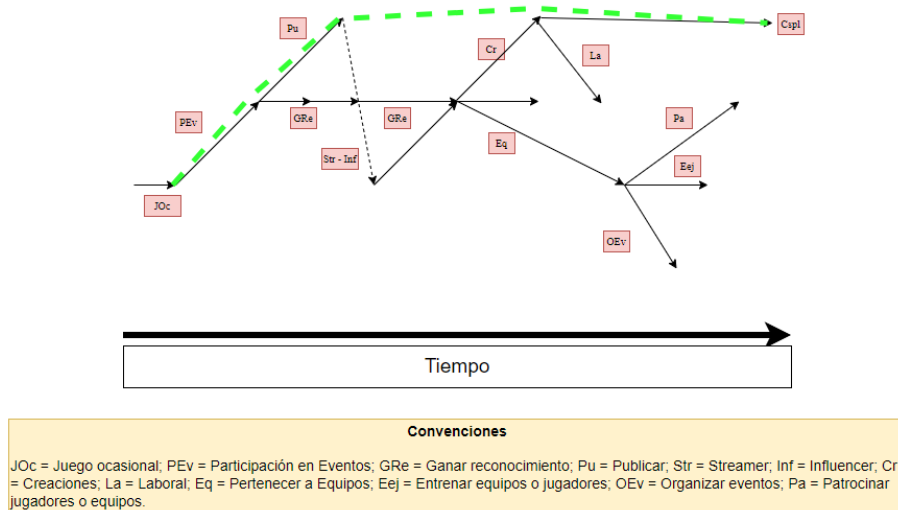 Pu
Cspl
Cr
La
PEv
GRe
GRe
Pa
Eq
Str - Inf
Eej
JOc
OEv
Tiempo
Convenciones
JOc = Juego ocasional; PEv = Participación en Eventos; GRe = Ganar reconocimiento; Pu = Publicar; Str = Streamer; Inf = Influencer; Cr
= Creaciones; La = Laboral; Eq = Pertenecer a Equipos; Eej = Entrenar equipos o jugadores; OEv = Organizar eventos; Pa = Patrocinar
jugadores o equipos.